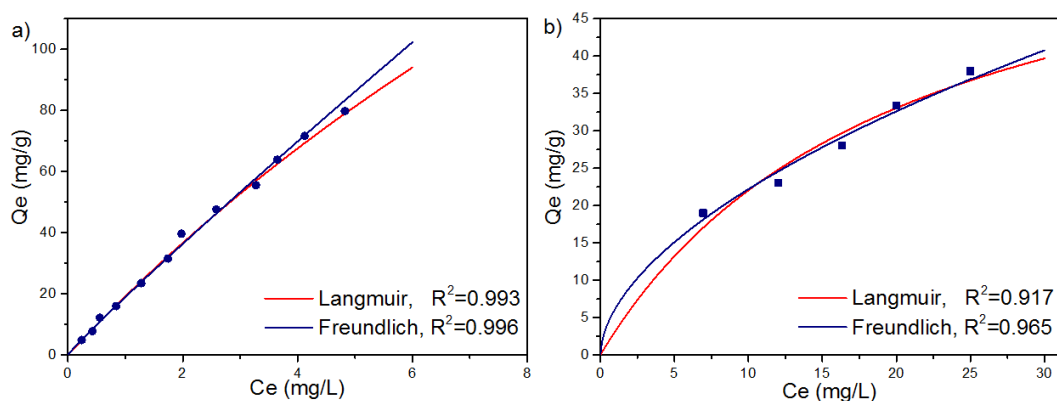 a)
Qe (mg/g)
100
80
60
40
20
0
0 2 4 6 8
Ce (mg/L)
Langmuir, R²=0.993
Freundlich, R²=0.996
b)
Qe (mg/g)
45
40
35
30
25
20
15
10
5
0
0 5 10 15 20 25 30
Ce (mg/L)
Langmuir, R²=0.917
Freundlich, R²=0.965